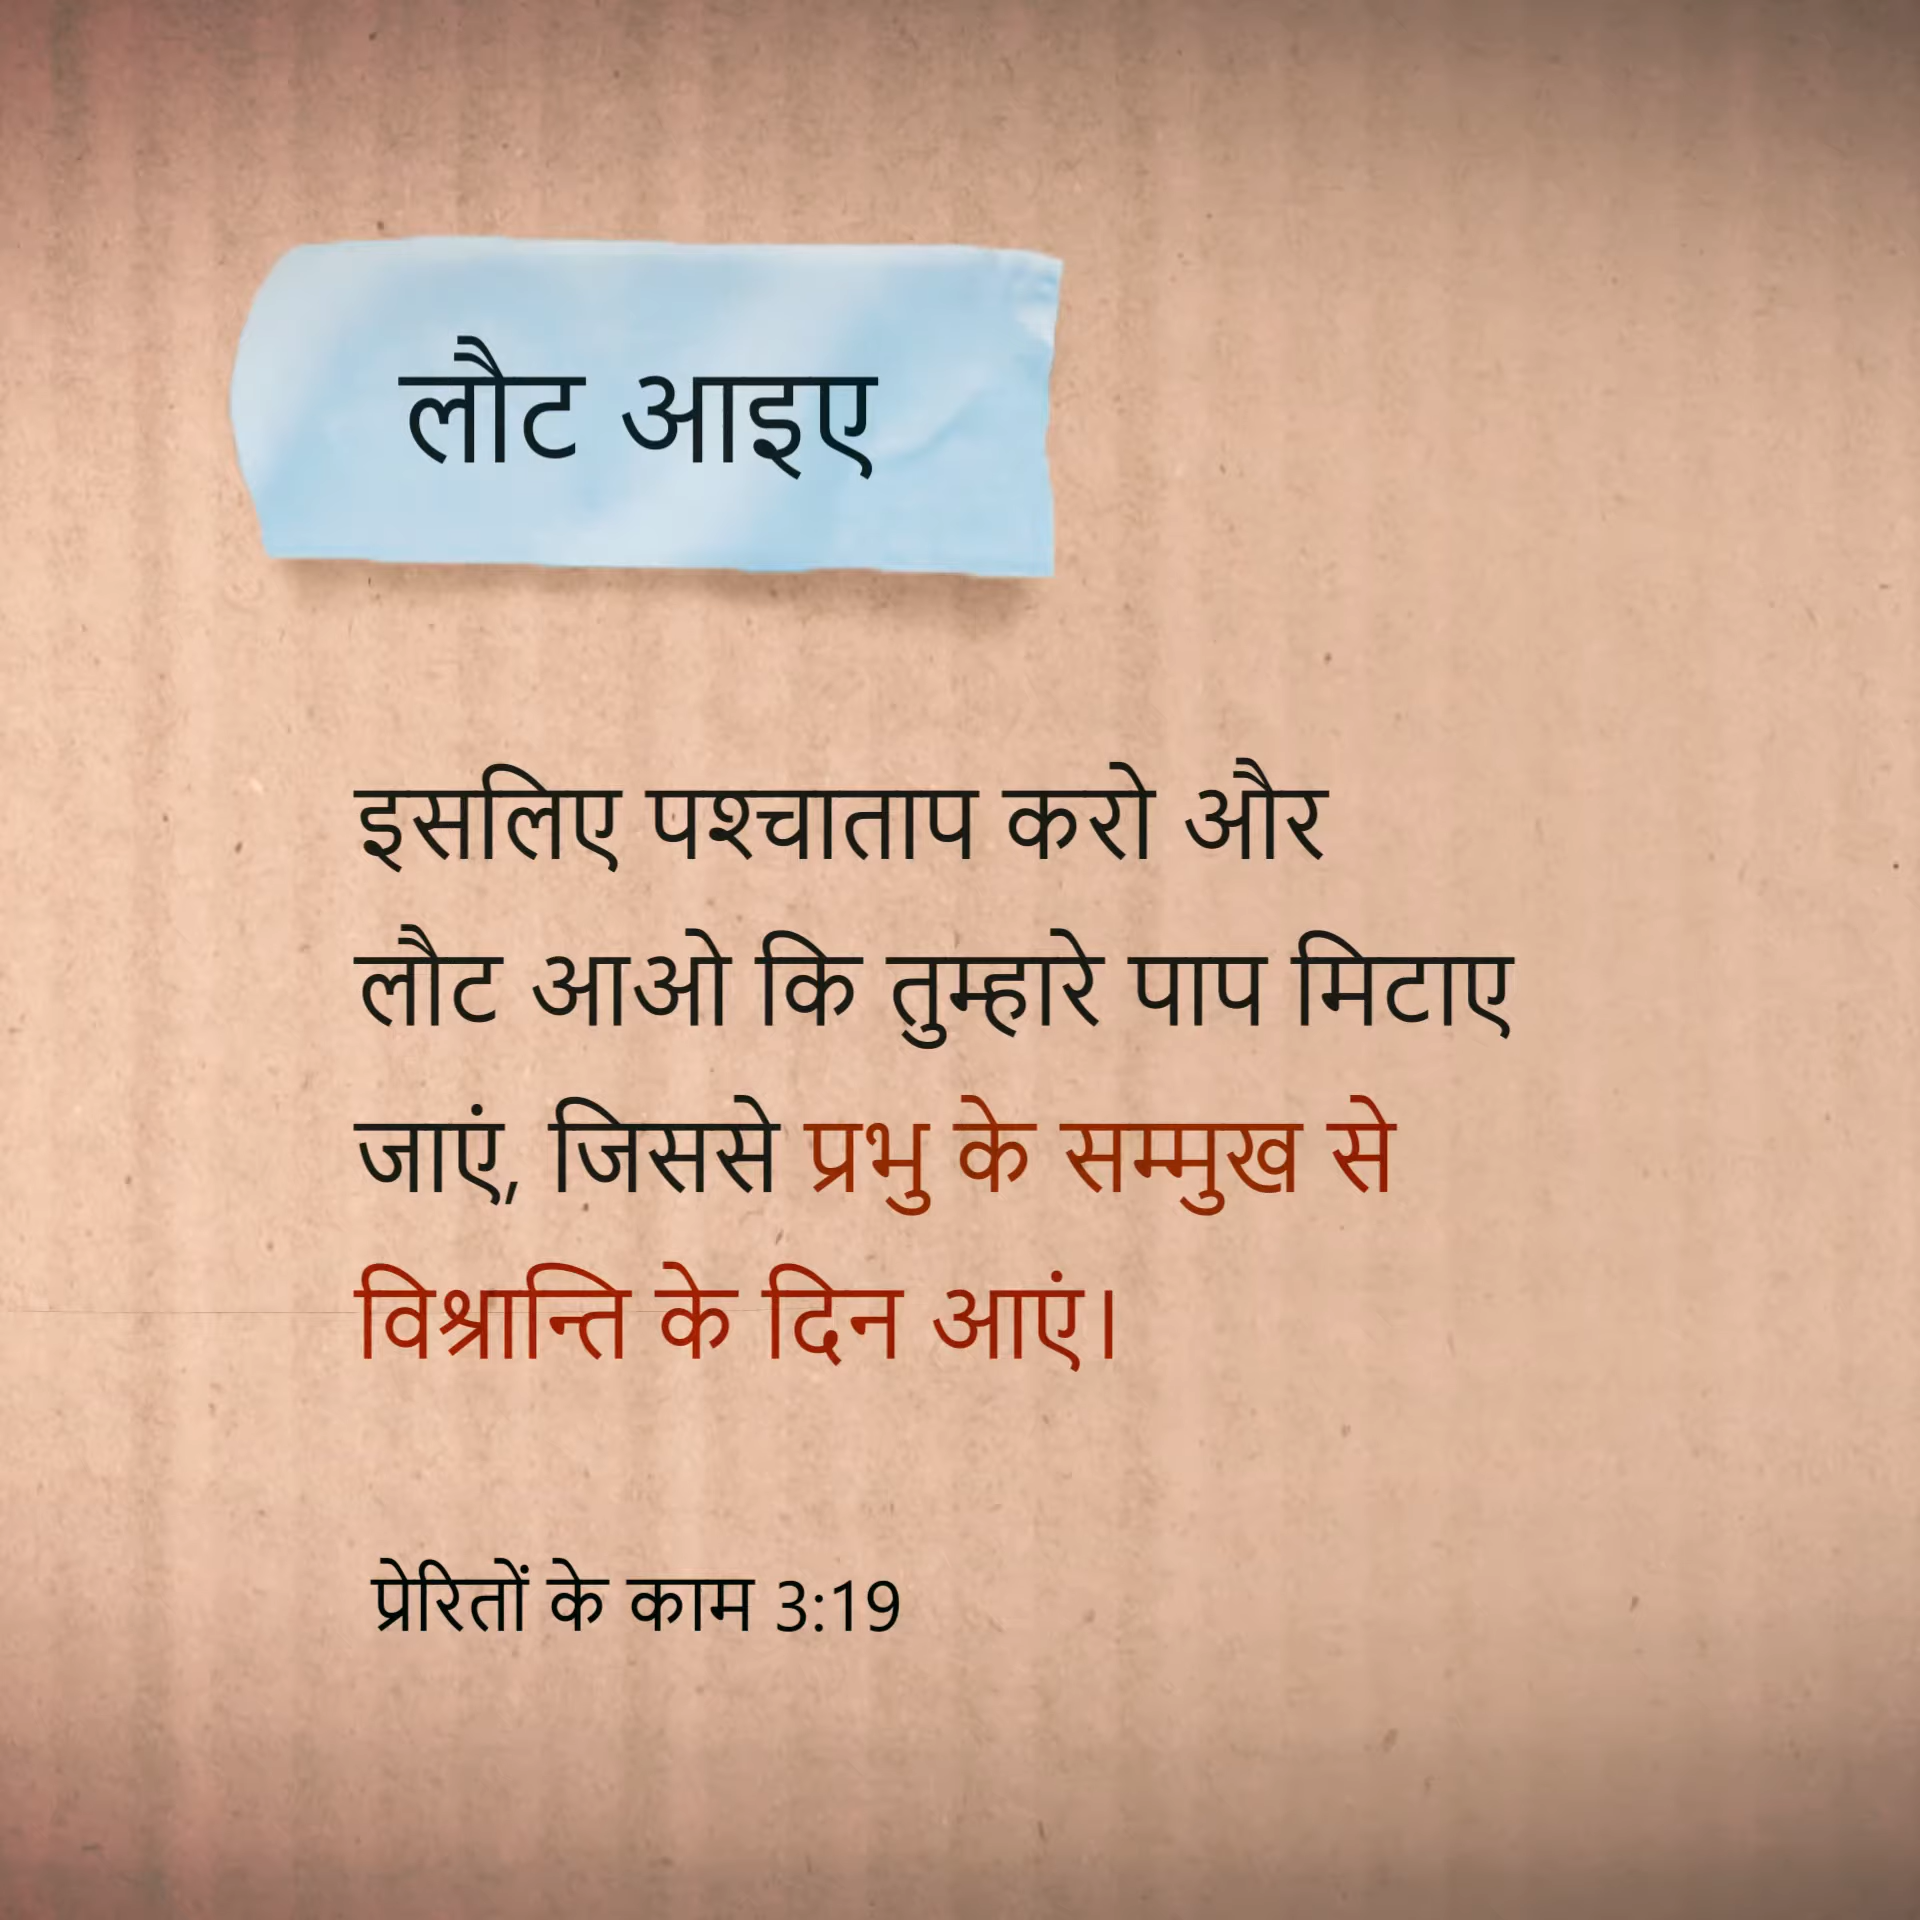 लौट आइए
इसलिए पश्चाताप करो और
लौट आओ कि तुम्हारे पाप मिटाए
जाएं, जिससे प्रभु के सम्मुख से
विश्रान्ति के दिन आएं।
प्रेरितों के काम 3:19